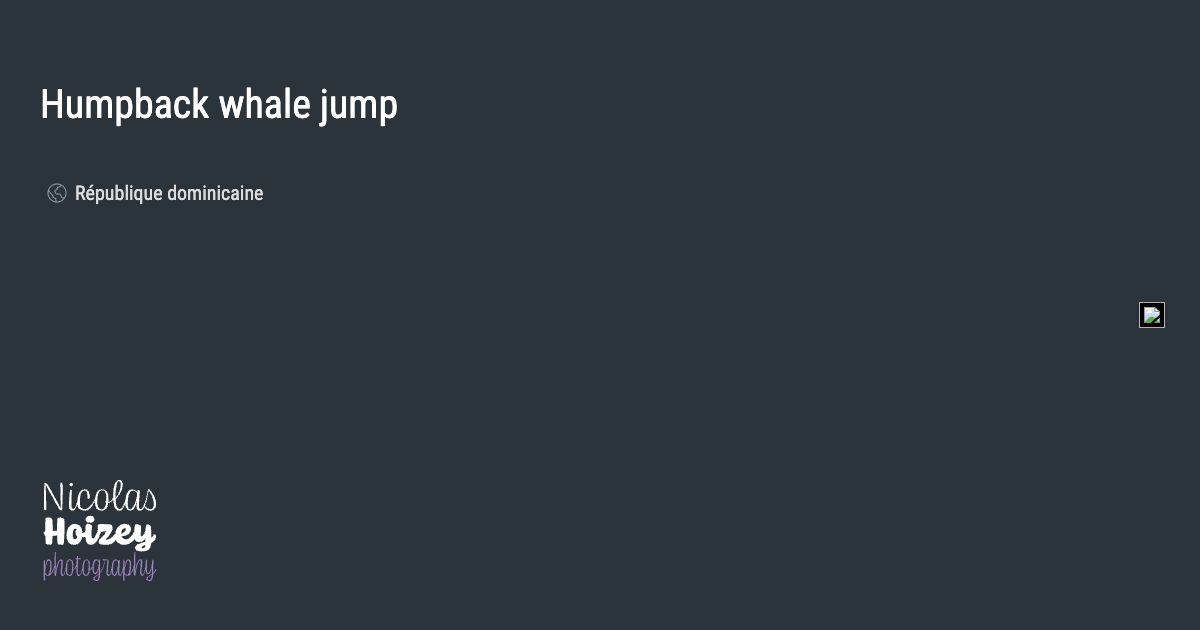 Humpback whale jump
République dominicaine
Nicolas
Hoizey
photography